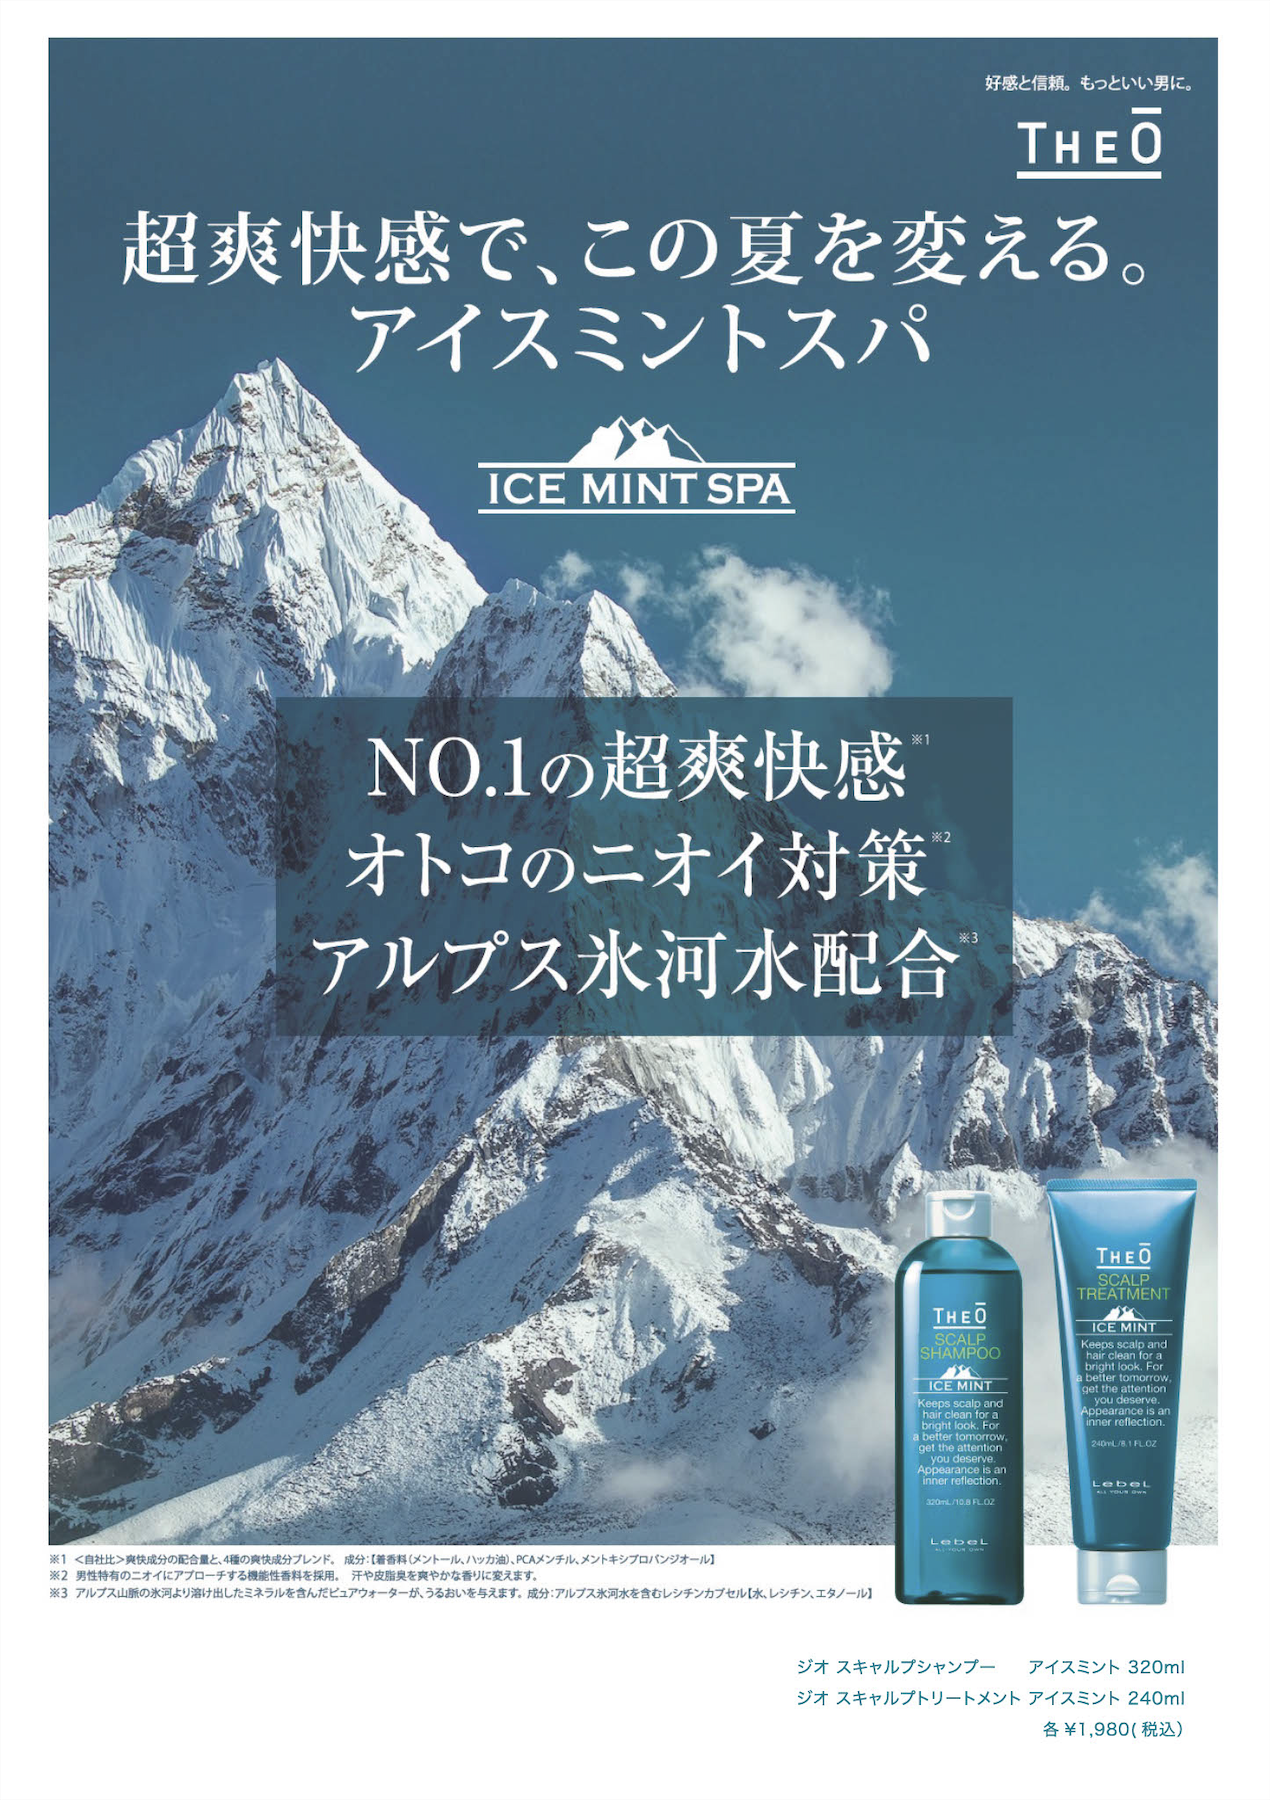 好感と信頼。もっといい男に。
THEŌ
超爽快感で、この夏を変える。
アイスミントスパ
ICE MINT SPA
NO.1の超爽快感※1
オトコのニオイ対策※2
アルプス氷河水配合※3
THEŌ
SCALP
SHAMPOO
ICE MINT
Keeps scalp and
hair clean for a
bright look. For
a better tomorrow,
get the attention
you deserve.
Appearance is an
inner reflection.
320mL/10.8 FL.OZ
LebeL
ALL YOUR OWN
THEŌ
SCALP
TREATMENT
ICE MINT
Keeps scalp and
hair clean for a
bright look. For
a better tomorrow,
get the attention
you deserve.
Appearance is an
inner reflection.
240mL/8.1 FL.OZ
LebeL
ALL YOUR OWN
※1 <自社比>爽快成分の配合量と、4種の爽快成分ブレンド。 成分:【着香料(メントール、ハッカ油)、PCAメンチル、メントキシプロパンジオール】
※2 男性特有のニオイにアプローチする機能性香料を採用。 汗や皮脂臭を爽やかな香りに変えます。
※3 アルプス山脈の氷河より溶け出したミネラルを含んだピュアウォーターが、うるおいを与えます。成分:アルプス氷河水を含むレシチンカプセル【水、レシチン、エタノール】
ジオ スキャルプシャンプー アイスミント 320ml
ジオ スキャルプトリートメント アイスミント 240ml
各 ¥1,980( 税込)